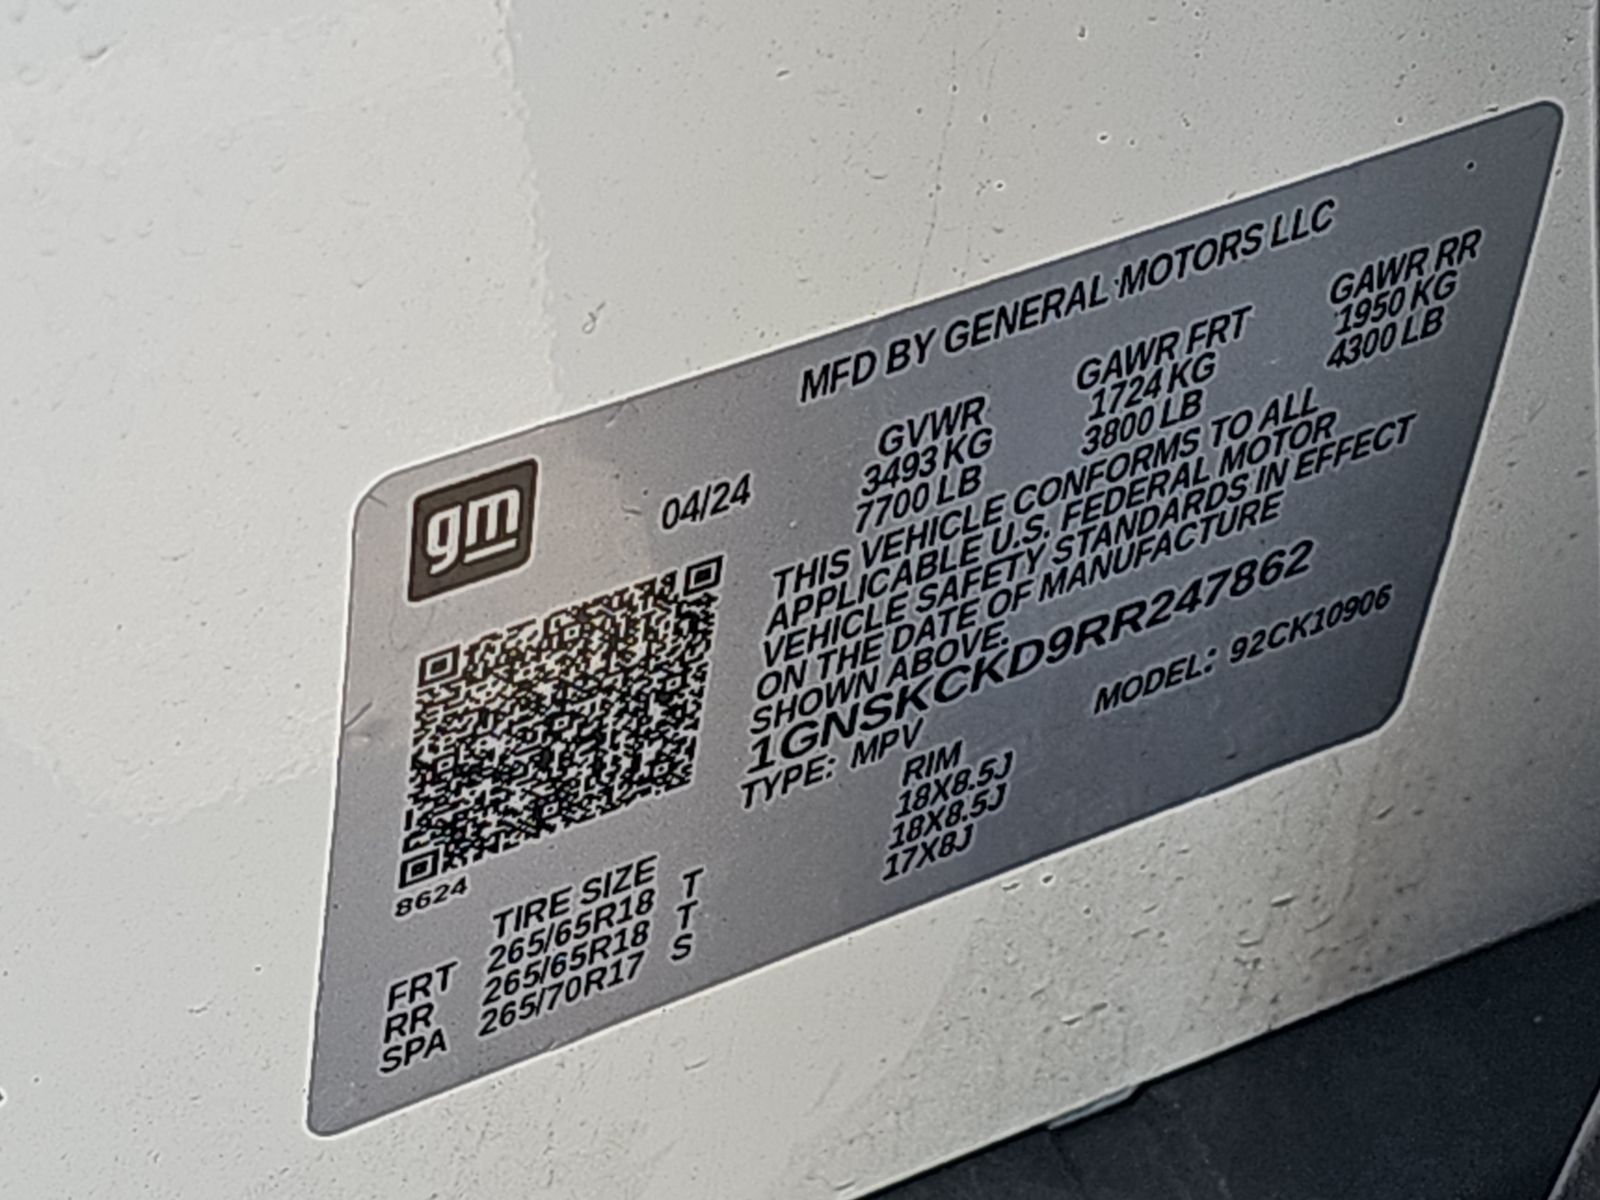 gm
MFD BY GENERAL MOTORS LLC
04/24
GVWR GAWR FRT GAWR RR
3493 KG 1724 KG 1950 KG
7700 LB 3800 LB 4300 LB
THIS VEHICLE CONFORMS TO ALL
APPLICABLE U.S. FEDERAL MOTOR
VEHICLE SAFETY STANDARDS IN EFFECT
ON THE DATE OF MANUFACTURE
SHOWN ABOVE.
1GNSKCKD9RR247862
TYPE: MPV MODEL: 92CK10906
8624
TIRE SIZE RIM
FRT 265/65R18 T 18X8.5J
RR 265/65R18 T 18X8.5J
SPA 265/70R17 S 17X8J